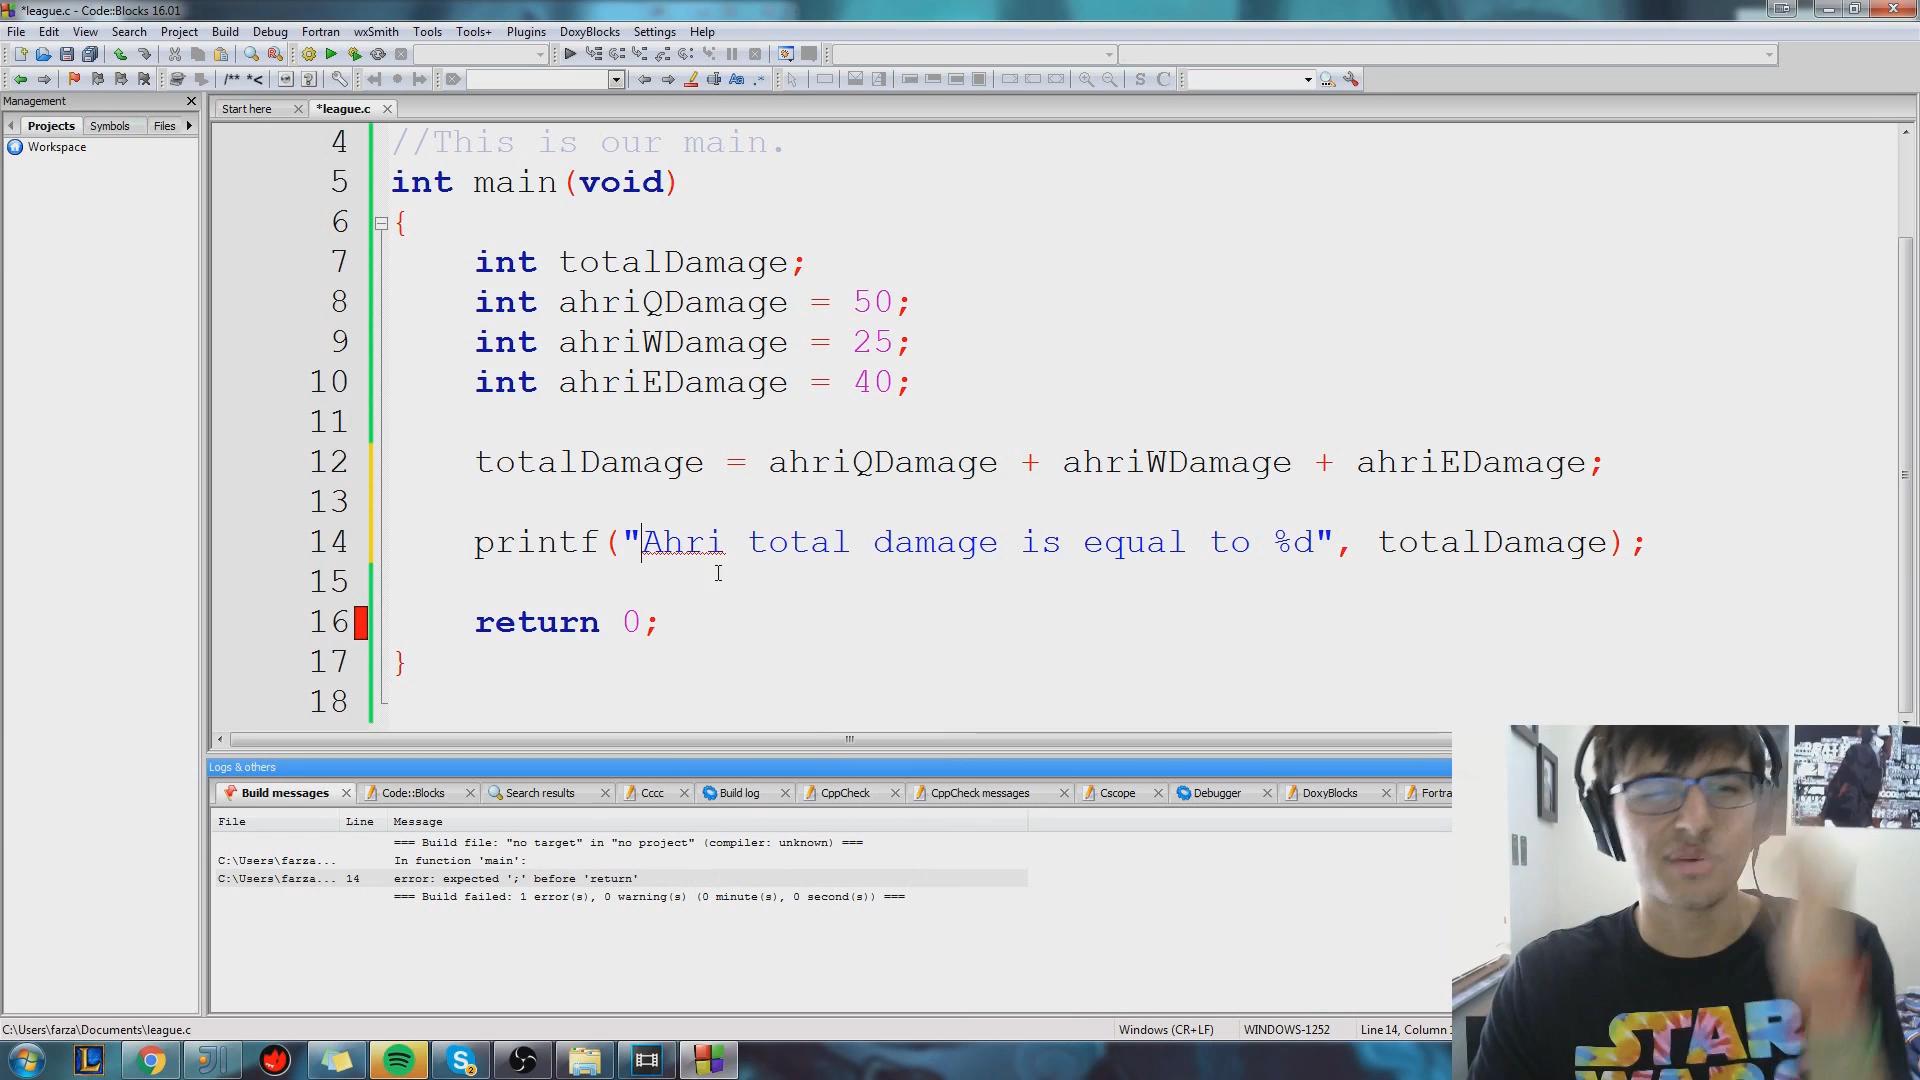 *league.c - Code::Blocks 16.01
File Edit View Search Project Build Debug Fortran wxSmith Tools Tools+ Plugins DoxyBlocks Settings Help
/** *<
Management
Start here *league.c
Projects Symbols Files
Workspace
4 //This is our main.
5 int main(void)
6 {
7 int totalDamage;
8 int ahriQDamage = 50;
9 int ahriWDamage = 25;
10 int ahriEDamage = 40;
11
12 totalDamage = ahriQDamage + ahriWDamage + ahriEDamage;
13
14 printf("Ahri total damage is equal to %d", totalDamage);
15
16 return 0;
17 }
18
Logs & others
Build messages Code::Blocks Search results Cccc Build log CppCheck CppCheck messages Cscope Debugger DoxyBlocks Fortra
File Line Message
=== Build file: "no target" in "no project" (compiler: unknown) ===
C:\Users\farza... In function 'main':
C:\Users\farza... 14 error: expected ';' before 'return'
=== Build failed: 1 error(s), 0 warning(s) (0 minute(s), 0 second(s)) ===
STAR
WARS
C:\Users\farza\Documents\league.c Windows (CR+LF) WINDOWS-1252 Line 14, Column